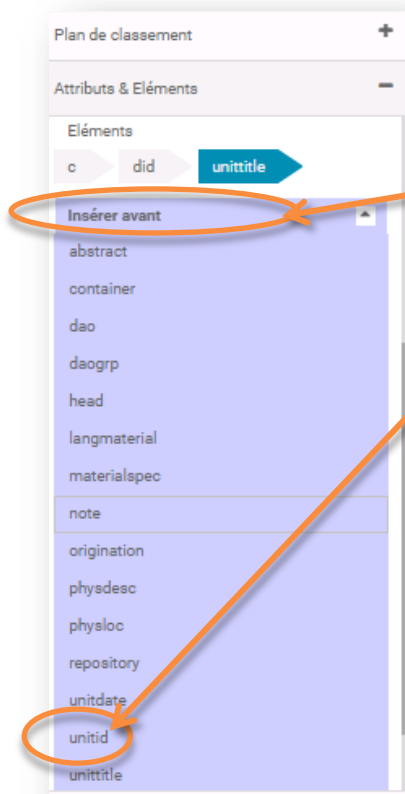 Plan de classement
Attributs & Eléments
Eléments
c did unittitle
Insérer avant
abstract
container
dao
daogrp
head
langmaterial
materialspec
note
origination
physdesc
physloc
repository
unitdate
unitid
unittitle